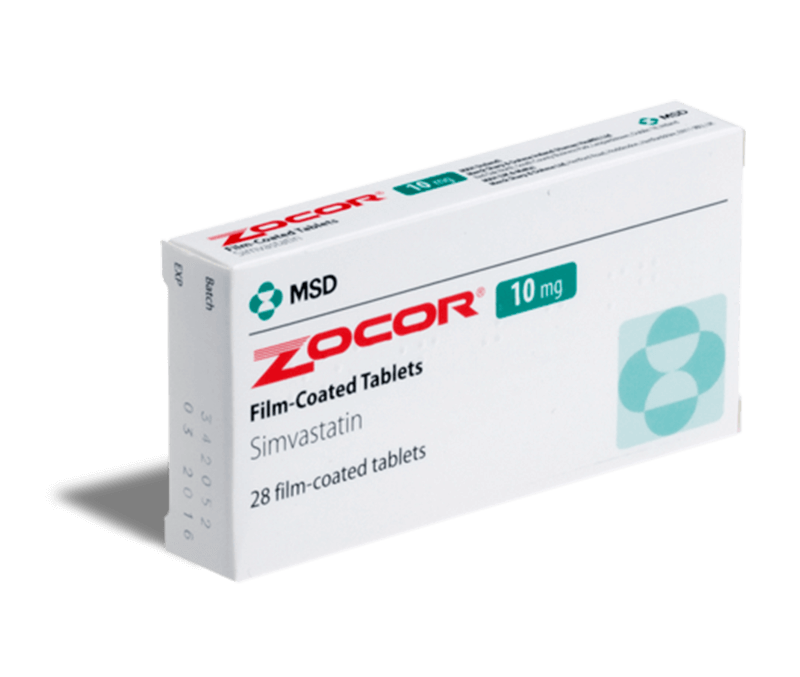 ZOCOR® 10 mg
Film-Coated Tablets
Simvastatin
MSD
MSD
ZOCOR® 10 mg
Film-Coated Tablets
Simvastatin
28 film-coated tablets
Batch 342052
EXP 03 2016